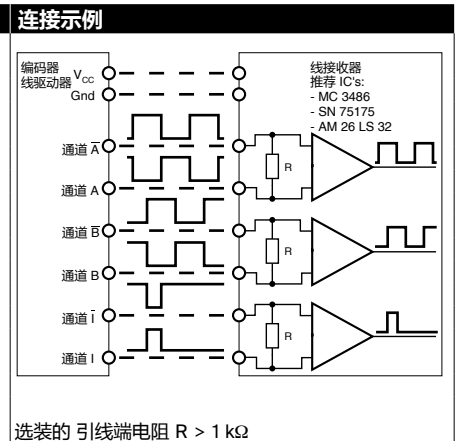 连接示例
编码器
线驱动器
V_CC
Gnd
通道 A̅
通道 A
通道 B̅
通道 B
通道 I̅
通道 I
线接收器
推荐 IC's:
- MC 3486
- SN 75175
- AM 26 LS 32
R
R
R
选装的 引线端电阻 R > 1 kΩ